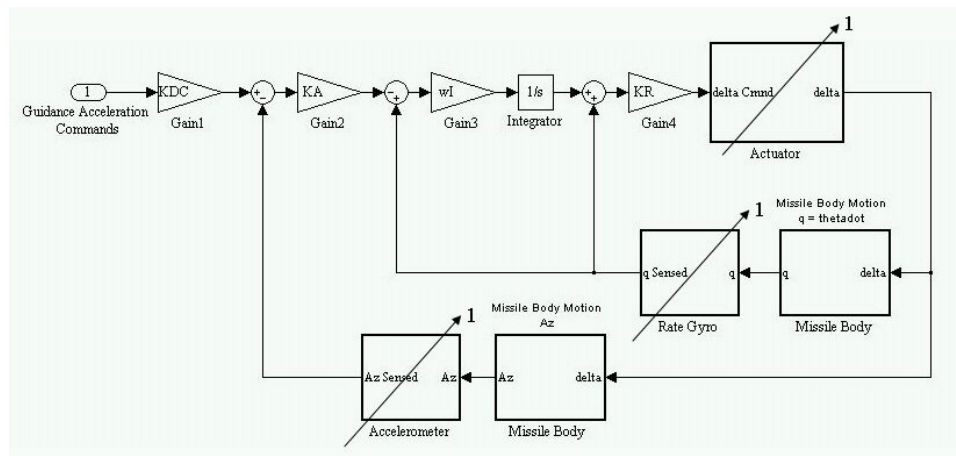 1
Guidance Acceleration
Commands
KDC
Gain1
+
−
KA
Gain2
−
+
wI
Gain3
1/s
Integrator
+
+
KR
Gain4
delta Cmnd
delta
Actuator
1
Missile Body Motion
q = thetadot
q Sensed
q
Rate Gyro
1
q
delta
Missile Body
Missile Body Motion
Az
Az Sensed
Az
Accelerometer
1
Az
delta
Missile Body